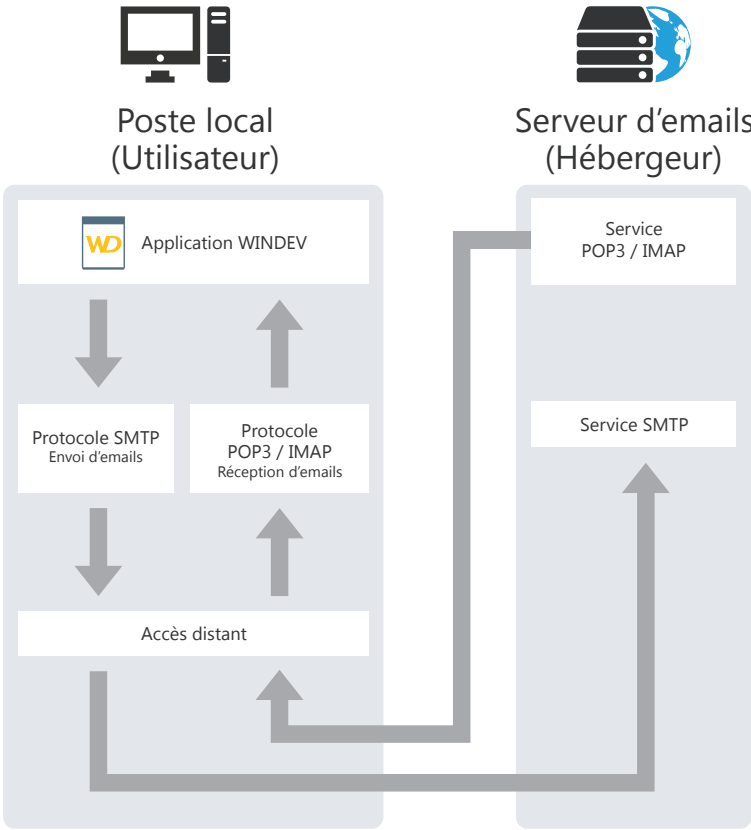 Poste local
(Utilisateur)
Serveur d'emails
(Hébergeur)
WD
Application WINDEV
Service
POP3 / IMAP
Protocole SMTP
Envoi d'emails
Protocole
POP3 / IMAP
Réception d'emails
Service SMTP
Accès distant